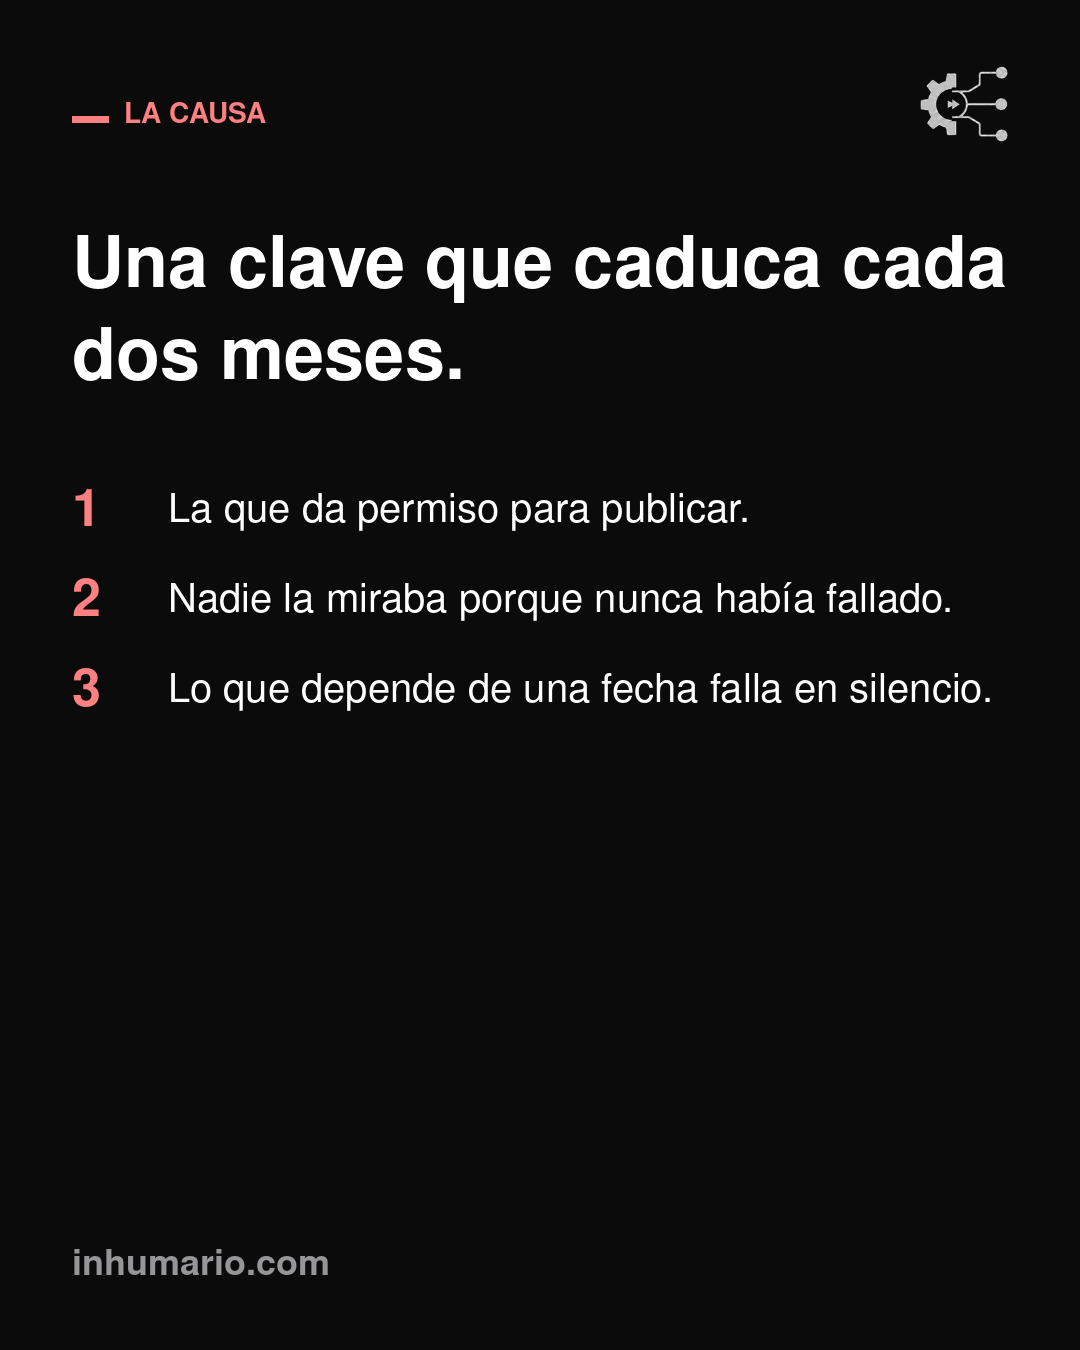 LA CAUSA
Una clave que caduca cada
dos meses.
1 La que da permiso para publicar.
2 Nadie la miraba porque nunca había fallado.
3 Lo que depende de una fecha falla en silencio.
inhumario.com